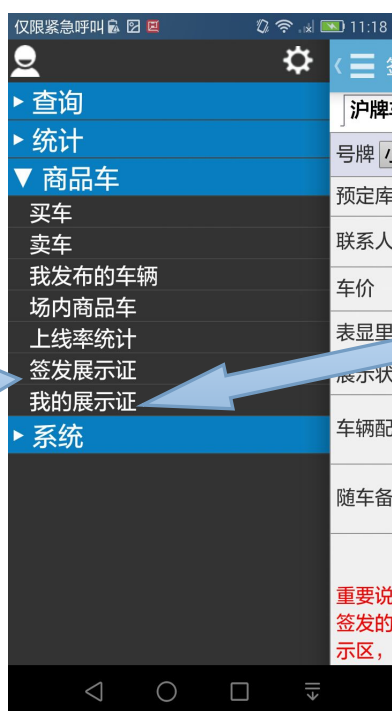 仅限紧急呼叫 11:18
查询
统计
商品车
买车
卖车
我发布的车辆
场内商品车
上线率统计
签发展示证
我的展示证
系统
沪牌
号牌
预定库
联系人
车价
表显里
展示状
车辆配
随车备
重要说
签发的
示区，